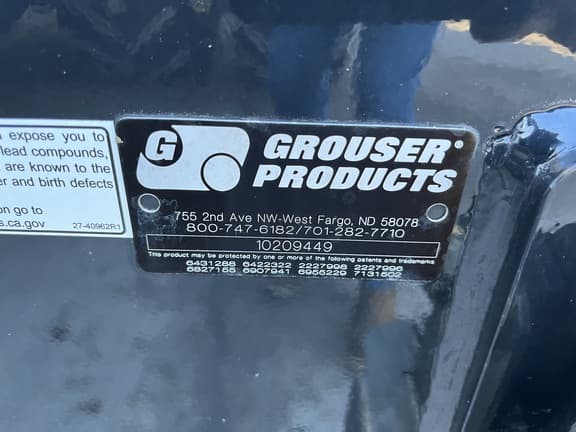 expose you to
lead compounds,
are known to the
er and birth defects
on go to
s.ca.gov
27-40962R1
G
GROUSER®
PRODUCTS
755 2nd Ave NW-West Fargo, ND 58078
800-747-6182/701-282-7710
10209449
This product may be protected by one or more of the following patents and trademarks
6431288 6422322 2227998 2227996
6827155 6907941 6955229 7131502